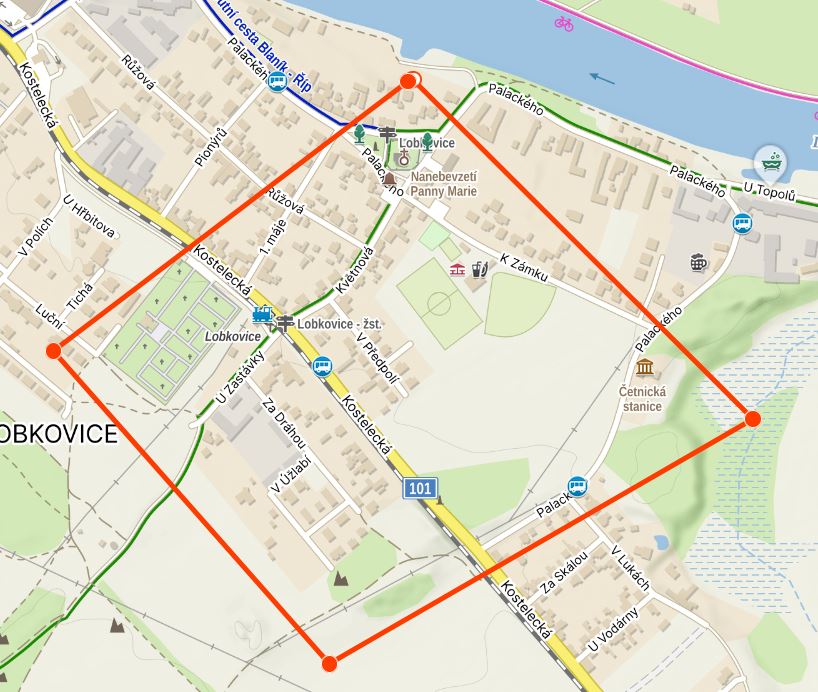 utní cesta Blaník - Říp
Palackéh
Růžová
Kostelecká
Palackého
Pionýrů
Lobkovice
Palackého
Nanebevzetí
Panny Marie
Palackého
U Topolů
Růžová
U Hřbitova
V Polích
1. máje
Kostelecká
Květnová
K Zámku
Tichá
Luční
Lobkovice - žst.
Lobkovice
Palackého
V Předpolí
U Zastávky
Četnická
stanice
Za Dráhou
Kostelecká
OBKOVICE
V Úžlabí
101
Palack
Za Skálou
V Lukách
Kostelecká
U Vodárny